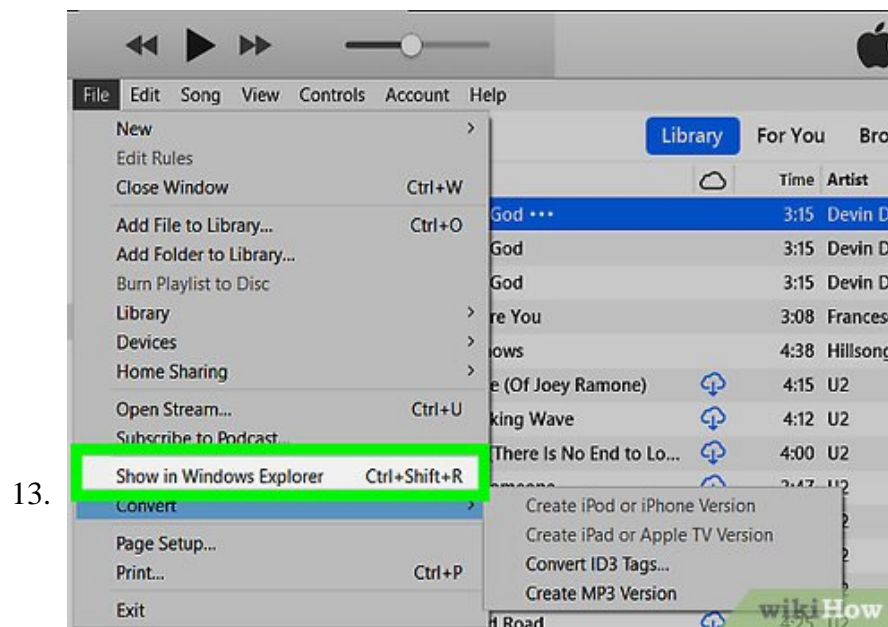 File Edit Song View Controls Account Help
New >
Edit Rules
Close Window Ctrl+W
Add File to Library... Ctrl+O
Add Folder to Library...
Burn Playlist to Disc
Library >
Devices >
Home Sharing >
Open Stream... Ctrl+U
Subscribe to Podcast...
Show in Windows Explorer Ctrl+Shift+R
Convert >
Page Setup...
Print... Ctrl+P
Exit
Create iPod or iPhone Version
Create iPad or Apple TV Version
Convert ID3 Tags...
Create MP3 Version
Library For You Bro
Time Artist
God ••• 3:15 Devin D
God 3:15 Devin D
God 3:15 Devin D
re You 3:08 Frances
ows 4:38 Hillsong
e (Of Joey Ramone) 4:15 U2
king Wave 4:12 U2
(There Is No End to Lo... 4:00 U2
U2
d Road 4:25 U2
13.
wikiHow